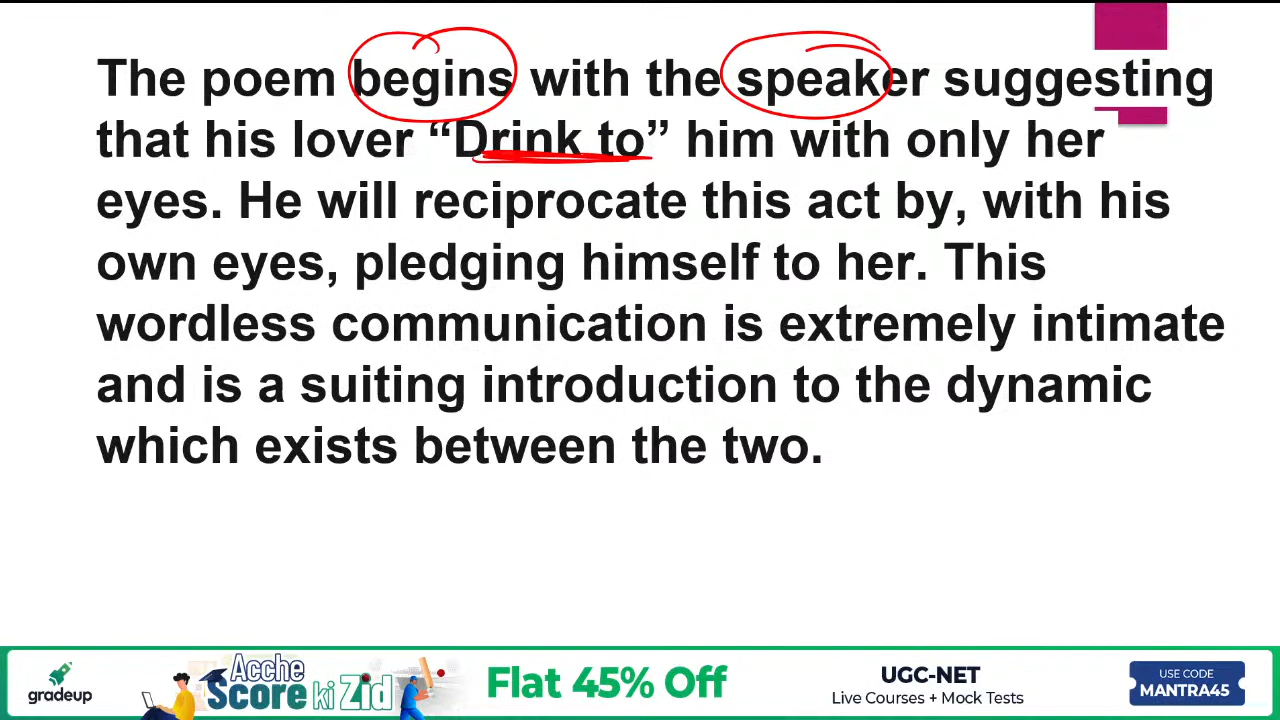 The poem begins with the speaker suggesting
that his lover “Drink to” him with only her
eyes. He will reciprocate this act by, with his
own eyes, pledging himself to her. This
wordless communication is extremely intimate
and is a suiting introduction to the dynamic
which exists between the two.
gradeup
Acche
Score ki Zid
Flat 45% Off
UGC-NET
Live Courses + Mock Tests
USE CODE
MANTRA45